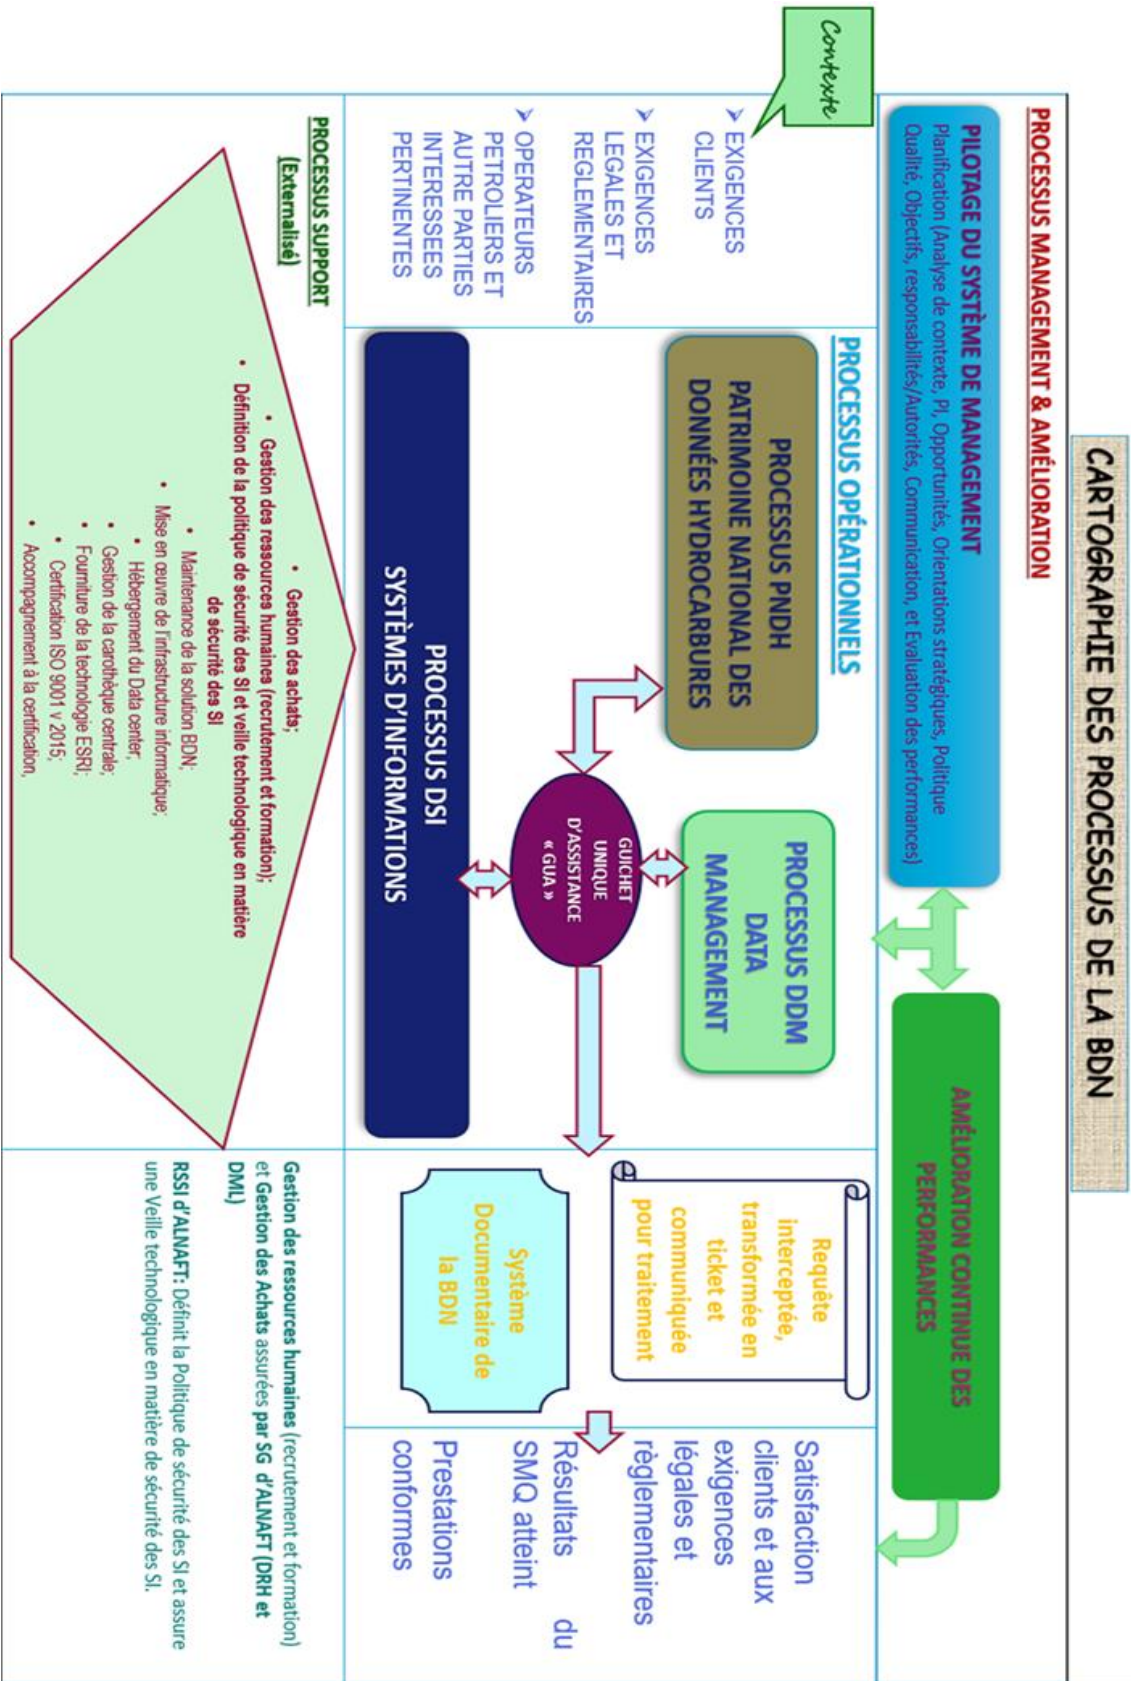 CARTOGRAPHIE DES PROCESSUS DE LA BDN
PROCESSUS MANAGEMENT & AMÉLIORATION
PILOTAGE DU SYSTÈME DE MANAGEMENT
Planification (Analyse de contexte, PI, Opportunités, Orientations stratégiques, Politique
Qualité, Objectifs, responsabilités/Autorités, Communication, et Evaluation des performances)
AMÉLIORATION CONTINUE DES
PERFORMANCES
Contexte
➤ EXIGENCES
CLIENTS
➤ EXIGENCES
LEGALES ET
REGLEMENTAIRES
➤ OPERATEURS
PETROLIERS ET
AUTRE PARTIES
INTERESSEES
PERTINENTES
PROCESSUS OPÉRATIONNELS
PROCESSUS PNDH
PATRIMOINE NATIONAL DES
DONNÉES HYDROCARBURES
PROCESSUS DDM
DATA
MANAGEMENT
GUICHET
UNIQUE
D'ASSISTANCE
« GUA »
PROCESSUS DSI
SYSTÈMES D'INFORMATIONS
Requête
interceptée,
transformée en
ticket et
communiquée
pour traitement
Système
Documentaire de
la BDN
Satisfaction
clients et aux
exigences
légales et
règlementaires
Résultats du
SMQ atteint
Prestations
conformes
PROCESSUS SUPPORT
(Externalisé)
• Gestion des achats;
• Gestion des ressources humaines (recrutement et formation);
• Définition de la politique de sécurité des SI et veille technologique en matière
de sécurité des SI
• Maintenance de la solution BDN;
• Mise en œuvre de l'infrastructure informatique;
• Hébergement du Data center;
• Gestion de la carothèque centrale;
• Fourniture de la technologie ESRI;
• Certification ISO 9001 v 2015;
• Accompagnement à la certification,
Gestion des ressources humaines (recrutement et formation)
et Gestion des Achats assurées par SG d'ALNAFT (DRH et
DML)
RSSI d'ALNAFT: Définit la Politique de sécurité des SI et assure
une Veille technologique en matière de sécurité des SI.